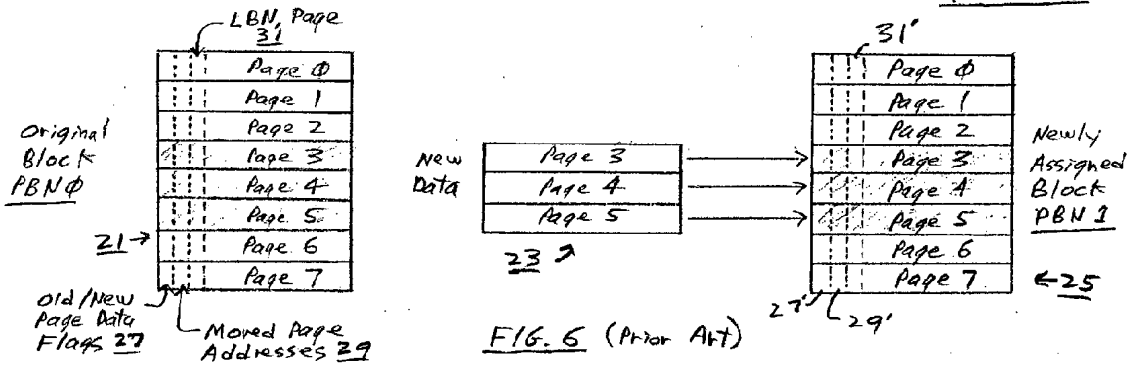 LBN, Page
31
Page 0
Page 1
Page 2
Page 3
Page 4
Page 5
Page 6
Page 7
Original
Block
PBN0
21
Old/New
Page Data
Flags 27
Moved Page
Addresses 29
New
Data
Page 3
Page 4
Page 5
23
31'
Page 0
Page 1
Page 2
Page 3
Page 4
Page 5
Page 6
Page 7
Newly
Assigned
Block
PBN1
25
27'
29'
FIG. 6 (Prior Art)